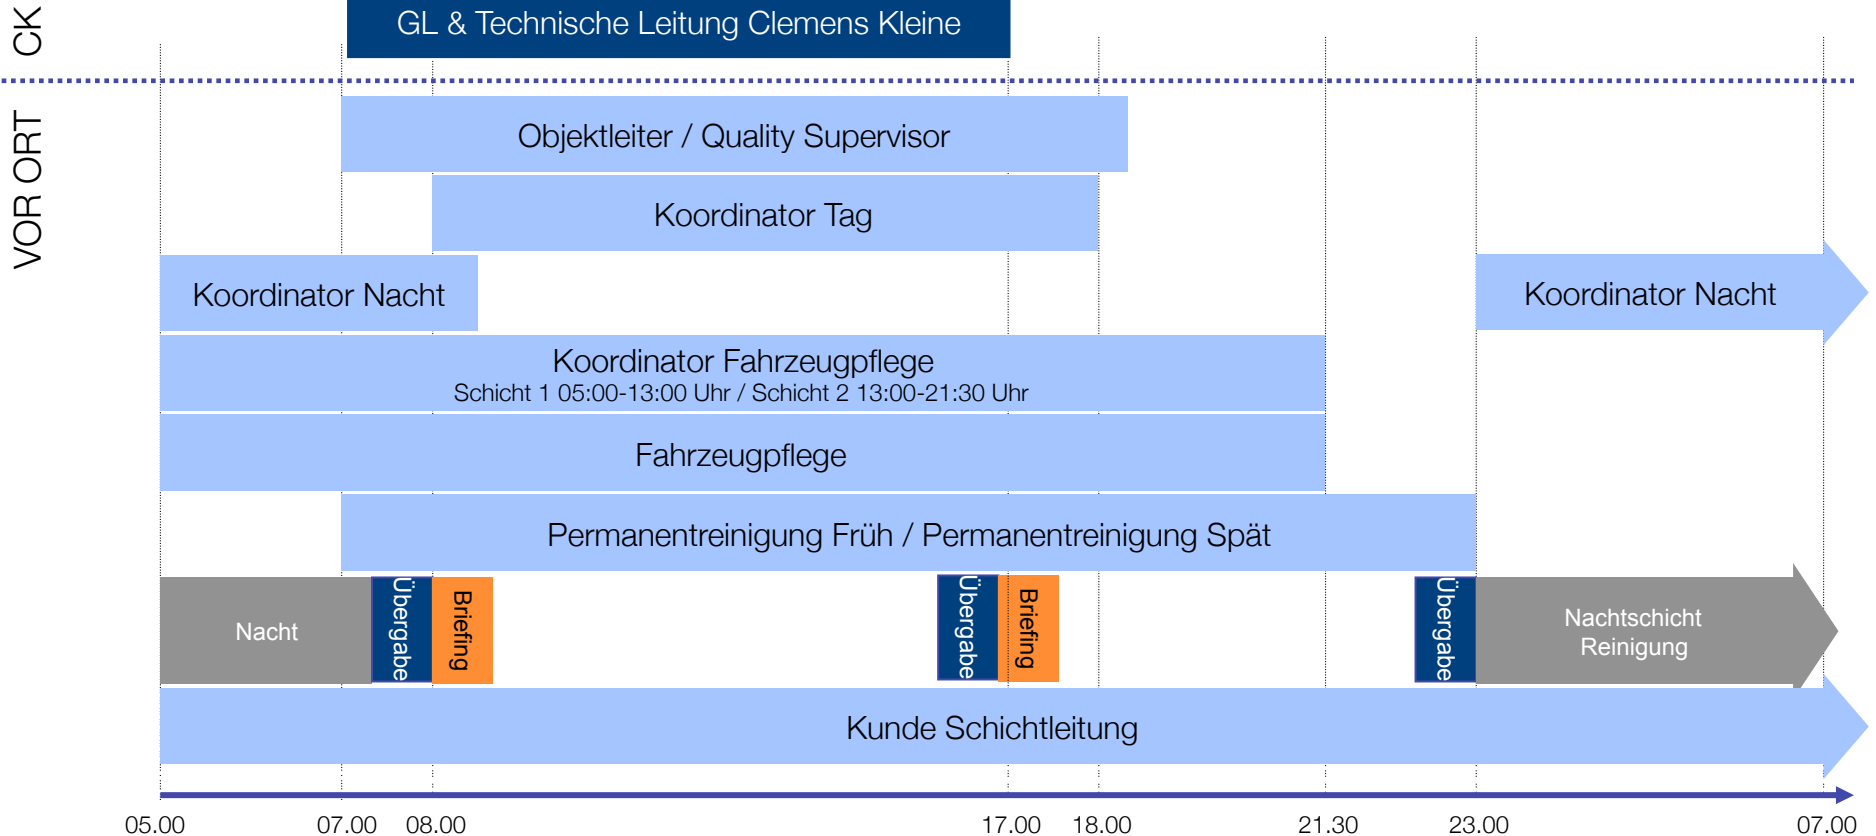 CK
GL & Technische Leitung Clemens Kleine
VOR ORT
Objektleiter / Quality Supervisor
Koordinator Tag
Koordinator Nacht
Koordinator Nacht
Koordinator Fahrzeugpflege
Schicht 1 05:00-13:00 Uhr / Schicht 2 13:00-21:30 Uhr
Fahrzeugpflege
Permanentreinigung Früh / Permanentreinigung Spät
Nacht
Übergabe
Briefing
Übergabe
Briefing
Übergabe
Nachtschicht
Reinigung
Kunde Schichtleitung
05.00 07.00 08.00 17.00 18.00 21.30 23.00 07.00